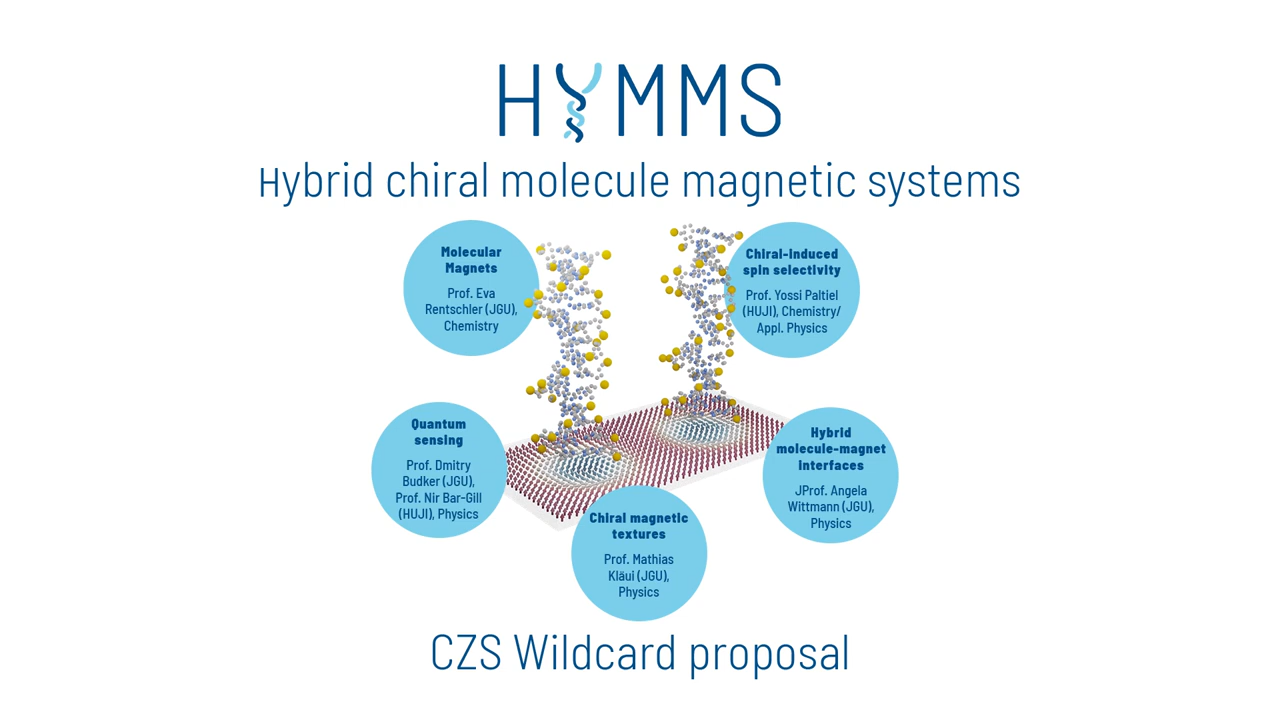 HYMMS
Hybrid chiral molecule magnetic systems
Molecular
Magnets
Prof. Eva
Rentschler (JGU),
Chemistry
Chiral-induced
spin selectivity
Prof. Yossi Paltiel
(HUJI), Chemistry/
Appl. Physics
Quantum
sensing
Prof. Dmitry
Budker (JGU),
Prof. Nir Bar-Gill
(HUJI), Physics
Hybrid
molecule-magnet
interfaces
JProf. Angela
Wittmann (JGU),
Physics
Chiral magnetic
textures
Prof. Mathias
Kläui (JGU),
Physics
CZS Wildcard proposal